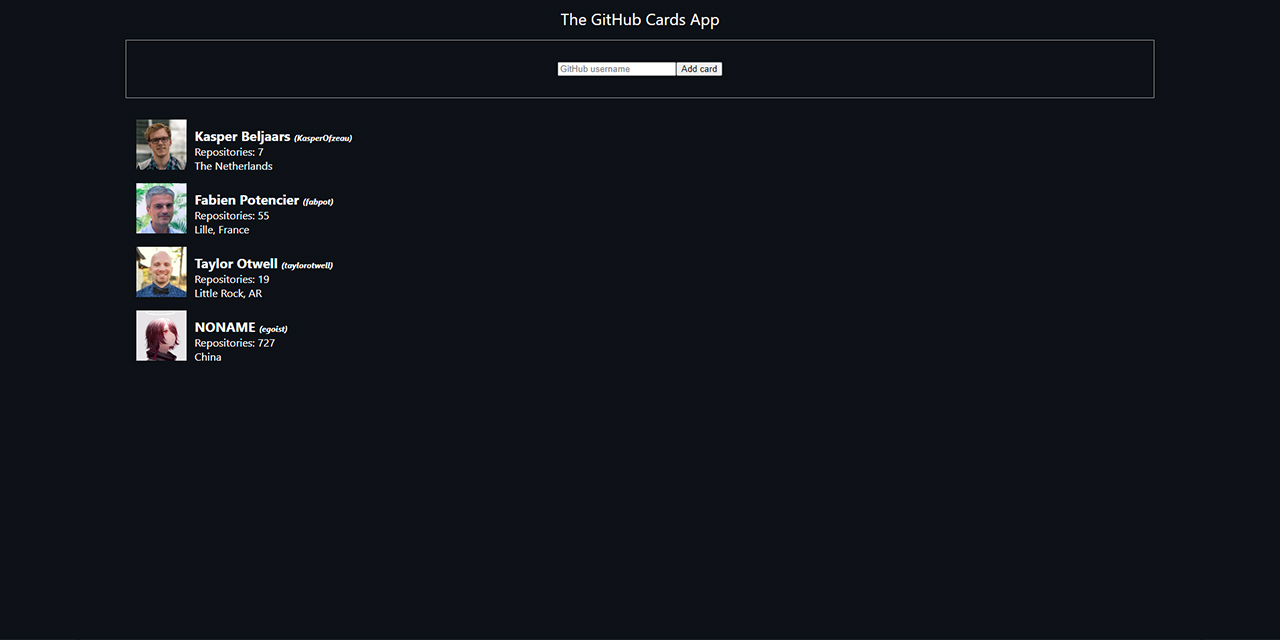 The GitHub Cards App
GitHub username Add card
Kasper Beljaars (KasperOfzeau)
Repositories: 7
The Netherlands
Fabien Potencier (fabpot)
Repositories: 55
Lille, France
Taylor Otwell (taylorotwell)
Repositories: 19
Little Rock, AR
NONAME (egoist)
Repositories: 727
China